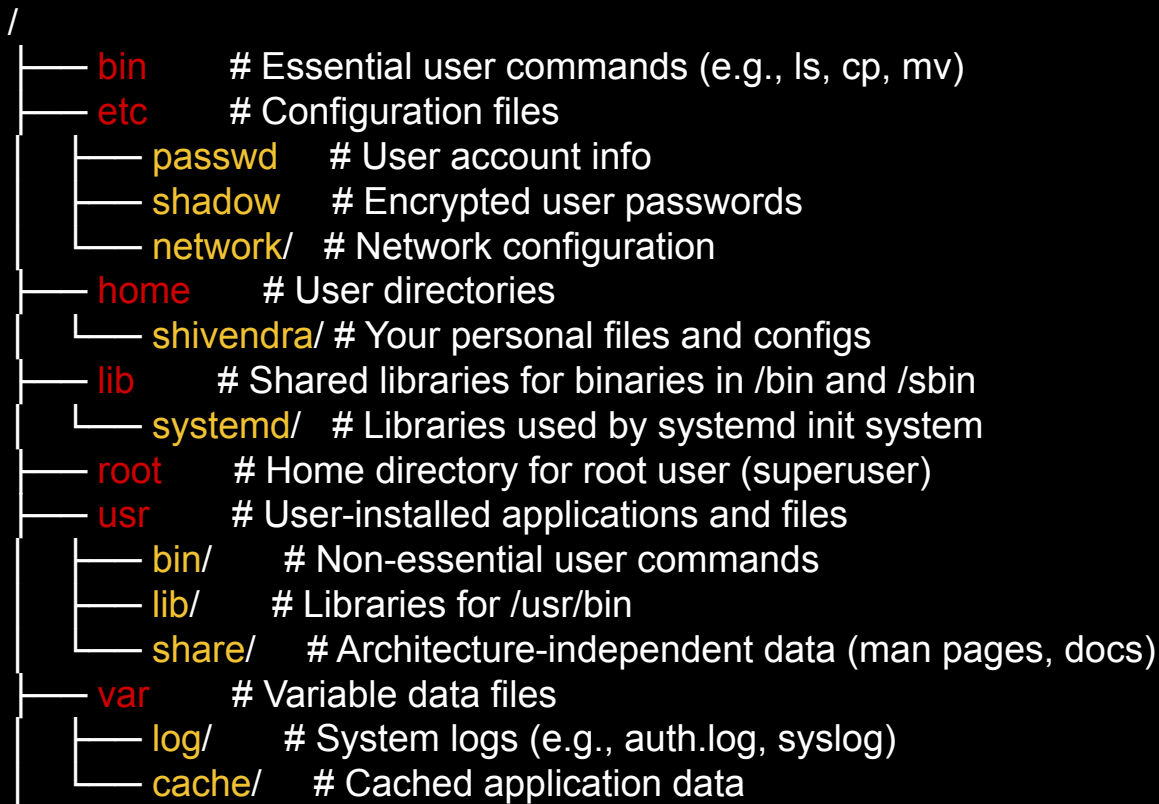 /
├── bin # Essential user commands (e.g., ls, cp, mv)
├── etc # Configuration files
│ ├── passwd # User account info
│ ├── shadow # Encrypted user passwords
│ └── network/ # Network configuration
├── home # User directories
│ └── shivendra/ # Your personal files and configs
├── lib # Shared libraries for binaries in /bin and /sbin
│ └── systemd/ # Libraries used by systemd init system
├── root # Home directory for root user (superuser)
├── usr # User-installed applications and files
│ ├── bin/ # Non-essential user commands
│ ├── lib/ # Libraries for /usr/bin
│ └── share/ # Architecture-independent data (man pages, docs)
├── var # Variable data files
│ ├── log/ # System logs (e.g., auth.log, syslog)
│ └── cache/ # Cached application data